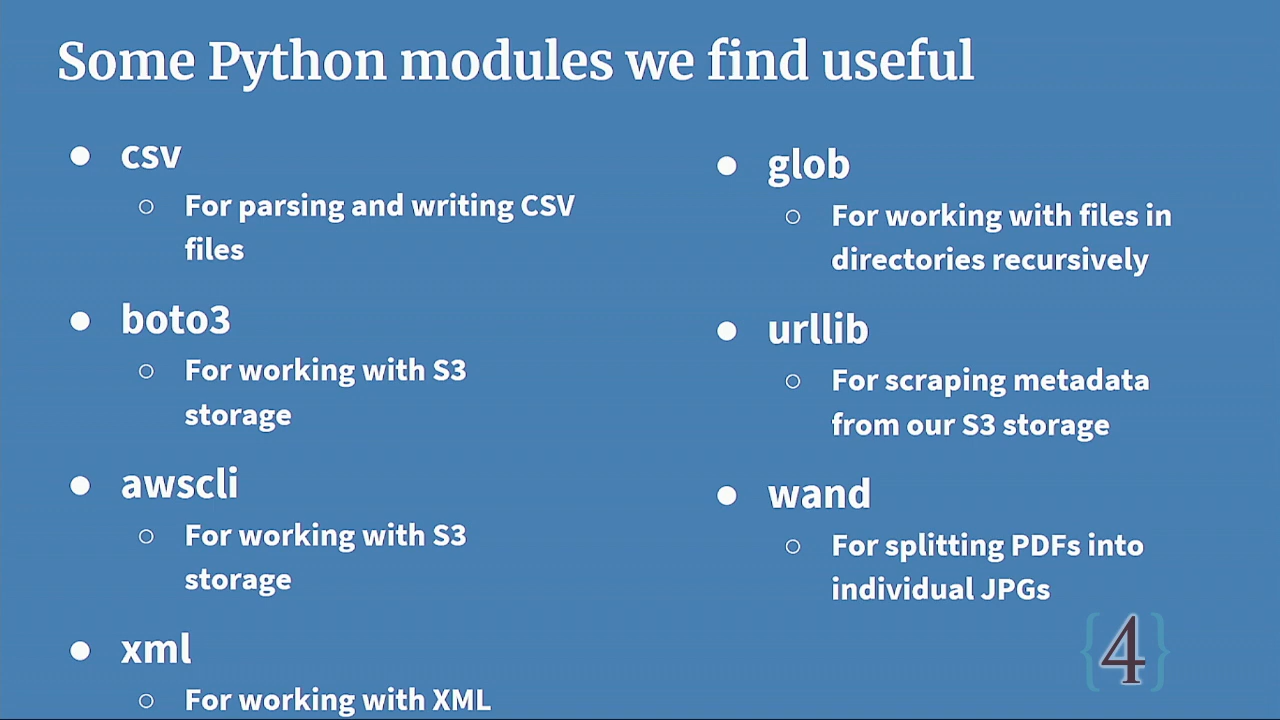 Some Python modules we find useful
● csv
○ For parsing and writing CSV
files
● boto3
○ For working with S3
storage
● awscli
○ For working with S3
storage
● xml
○ For working with XML
● glob
○ For working with files in
directories recursively
● urllib
○ For scraping metadata
from our S3 storage
● wand
○ For splitting PDFs into
individual JPGs
{4}